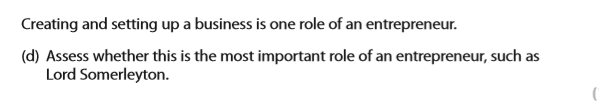 Creating and setting up a business is one role of an entrepreneur.
(d) Assess whether this is the most important role of an entrepreneur, such as
Lord Somerleyton.
(